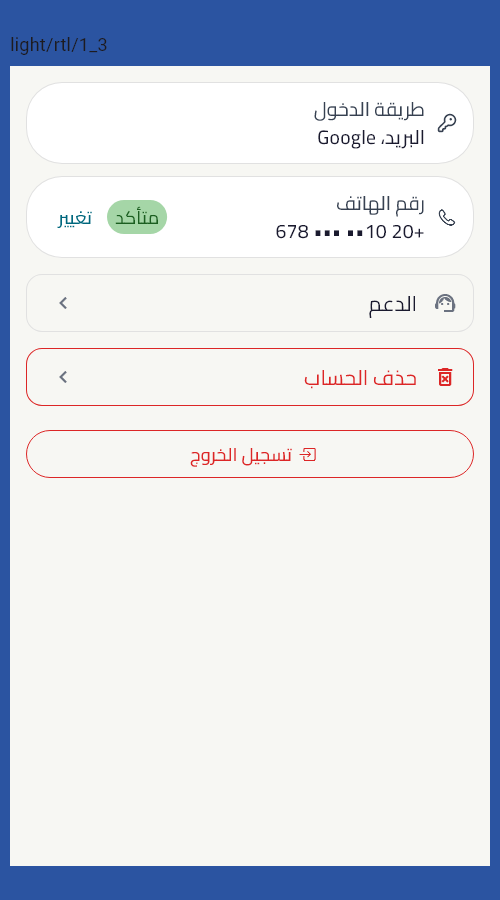 light/rtl/1_3
طريقة الدخول
البريد، Google
رقم الهاتف
+20 10•• ••• 678
متأكد
تغيير
الدعم
حذف الحساب
تسجيل الخروج